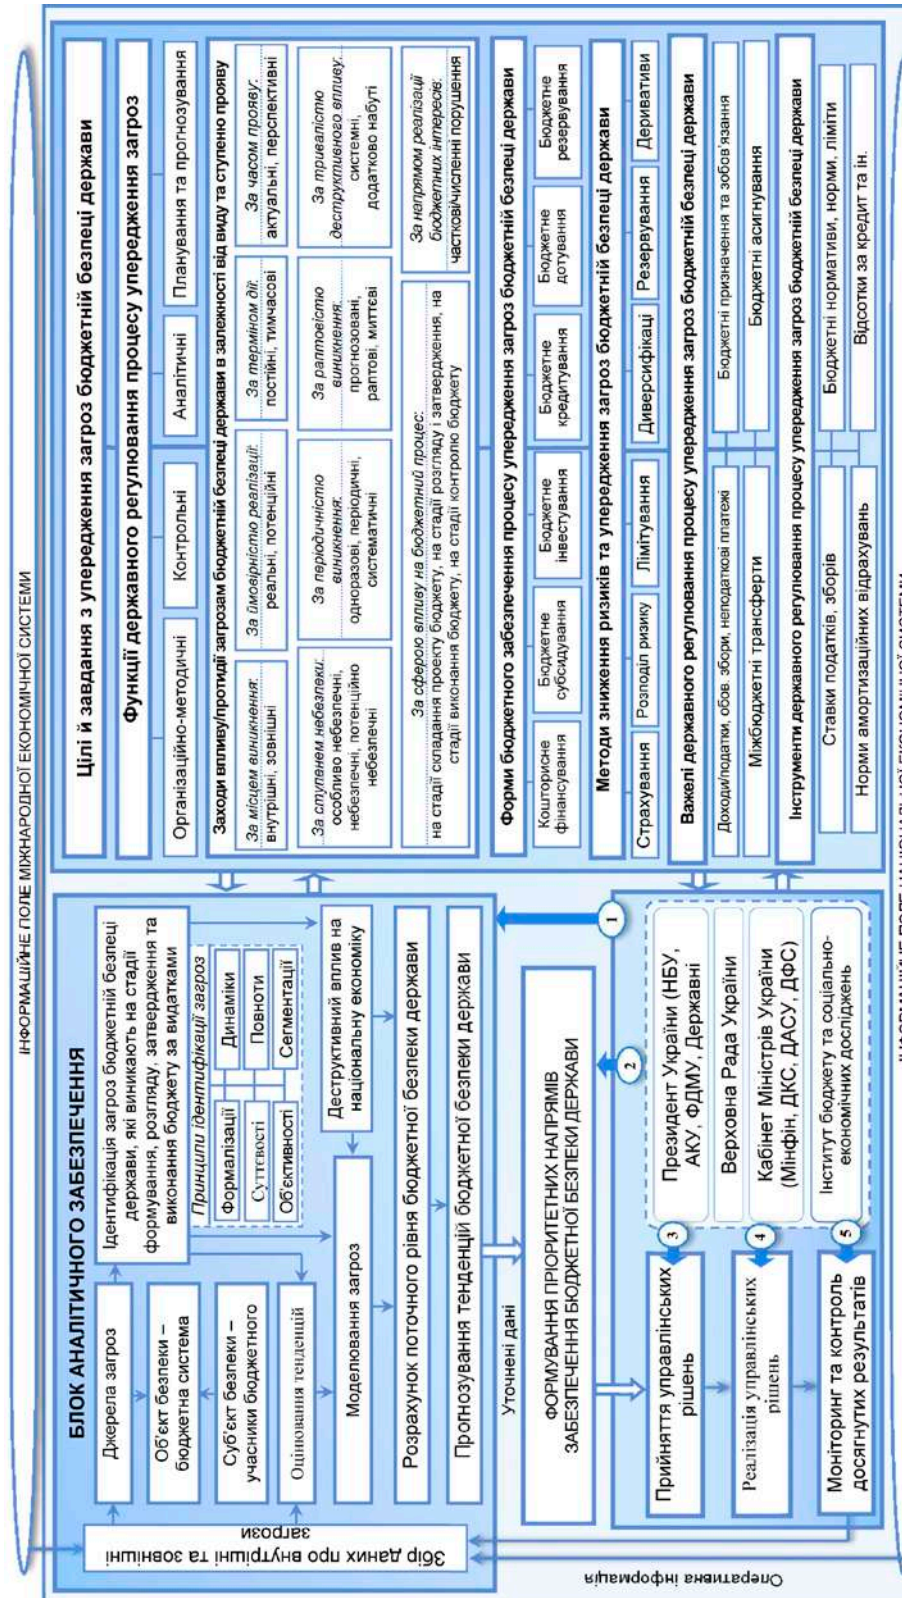 ІНФОРМАЦІЙНЕ ПОЛЕ МІЖНАРОДНОЇ ЕКОНОМІЧНОЇ СИСТЕМИ
БЛОК АНАЛІТИЧНОГО ЗАБЕЗПЕЧЕННЯ
Збір даних про внутрішні та зовнішні
загрози
Джерела загроз
Об'єкт безпеки –
бюджетна система
Суб'єкт безпеки –
учасники бюджетного
Оцінювання тенденцій
Ідентифікація загроз бюджетній безпеці
держави, які виникають на стадії
формування, розгляду, затвердження та
виконання бюджету за видатками
Принципи ідентифікації загроз
Формалізації
Динаміки
Суттєвості
Повноти
Об'єктивності
Сегментації
Моделювання загроз
Деструктивний вплив на
національну економіку
Розрахунок поточного рівня бюджетної безпеки держави
Прогнозування тенденцій бюджетної безпеки держави
Уточнені дані
ФОРМУВАННЯ ПРІОРИТЕТНИХ НАПРЯМІВ
ЗАБЕЗПЕЧЕННЯ БЮДЖЕТНОЇ БЕЗПЕКИ ДЕРЖАВИ
1
2
Прийняття управлінських
рішень
3
Президент України (НБУ,
АКУ, ФДМУ, Державні
Верховна Рада України
Реалізація управлінських
рішень
4
Кабінет Міністрів України
(Мінфін, ДКС, ДАСУ, ДФС)
Моніторинг та контроль
досягнутих результатів
5
Інститут бюджету та соціально-
економічних досліджень
Оперативна інформація
Цілі й завдання з упередження загроз бюджетній безпеці держави
Функції державного регулювання процесу упередження загроз
Організаційно-методичні
Контрольні
Аналітичні
Планування та прогнозування
Заходи впливу/протидії загрозам бюджетній безпеці держави в залежності від виду та ступеню прояву
За місцем виникнення:
внутрішні, зовнішні
За ймовірністю реалізації:
реальні, потенційні
За терміном дії:
постійні, тимчасові
За часом прояву:
актуальні, перспективні
За ступенем небезпеки:
особливо небезпечні,
небезпечні, потенційно
небезпечні
За періодичністю
виникнення:
одноразові, періодичні,
систематичні
За раптовістю
виникнення:
прогнозовані,
раптові, миттєві
За тривалістю
деструктивного впливу:
системні,
додатково набуті
За сферою впливу на бюджетний процес:
на стадії складання проекту бюджету, на стадії розгляду і затвердження, на
стадії виконання бюджету, на стадії контролю бюджету
За напрямом реалізації
бюджетних інтересів:
часткові/численні порушення
Форми бюджетного забезпечення процесу упередження загроз бюджетній безпеці держави
Кошторисне
фінансування
Бюджетне
субсидування
Бюджетне
інвестування
Бюджетне
кредитування
Бюджетне
дотування
Бюджетне
резервування
Методи зниження ризиків та упередження загроз бюджетній безпеці держави
Страхування
Розподіл ризику
Лімітування
Диверсифікаці
Резервування
Деривативи
Важелі державного регулювання процесу упередження загроз бюджетній безпеці держави
Доходи/податки, обов. збори, неподаткові платежі
Бюджетні призначення та зобов'язання
Міжбюджетні трансферти
Бюджетні асигнування
Інструменти державного регулювання процесу упередження загроз бюджетній безпеці держави
Ставки податків, зборів
Бюджетні нормативи, норми, ліміти
Норми амортизаційних відрахувань
Відсотки за кредит та ін.